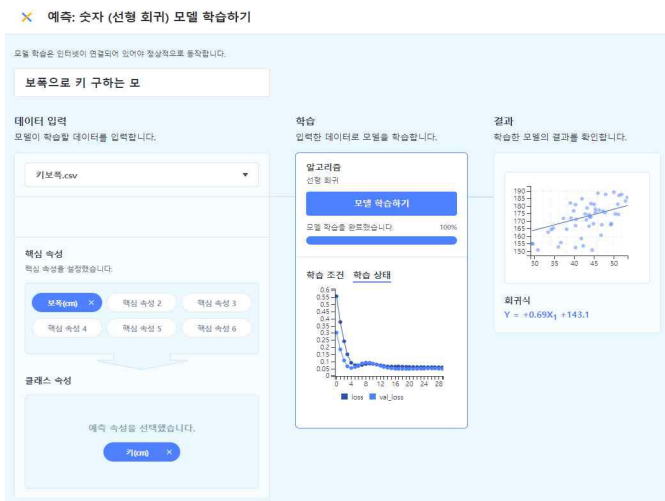 예측: 숫자 (선형 회귀) 모델 학습하기
모델 학습은 인터넷이 연결되어 있어야 정상적으로 동작합니다.
보폭으로 키 구하는 모
데이터 입력
모델이 학습할 데이터를 입력합니다.
키보폭.csv
핵심 속성
핵심 속성을 설정했습니다.
보폭(cm) × 핵심 속성 2 핵심 속성 3
핵심 속성 4 핵심 속성 5 핵심 속성 6
클래스 속성
예측 속성을 선택했습니다.
키(cm) ×
학습
입력한 데이터로 모델을 학습합니다.
알고리즘
선형 회귀
모델 학습하기
모델 학습을 완료했습니다. 100%
학습 조건 학습 상태
0.6
0.55
0.5
0.45
0.4
0.35
0.3
0.25
0.2
0.15
0.1
0.05
0
0 4 8 12 16 20 24 28
loss val_loss
결과
학습한 모델의 결과를 확인합니다.
190
185
180
175
170
165
160
155
150
30 35 40 45 50
회귀식
Y = +0.69X₁ +143.1